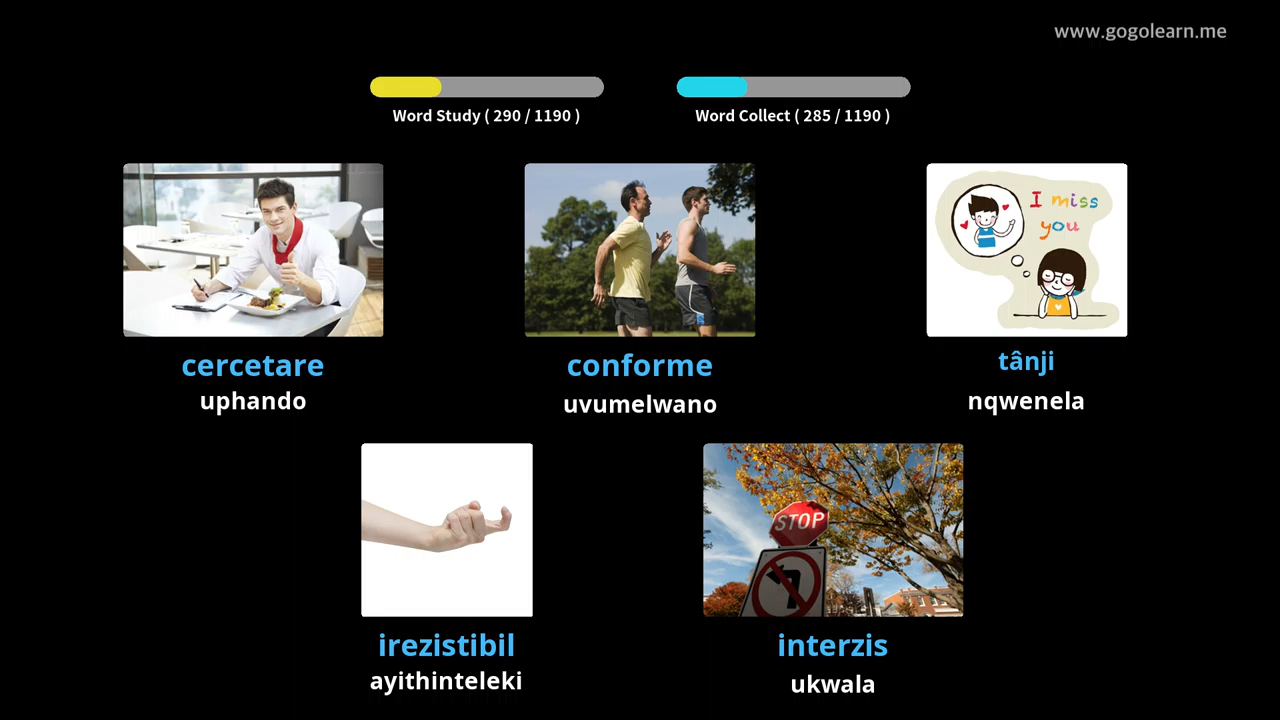 www.gogolearn.me
Word Study ( 290 / 1190 )
Word Collect ( 285 / 1190 )
I miss
you
cercetare
uphando
conforme
uvumelwano
tânji
nqwenela
STOP
irezistibil
ayithinteleki
interzis
ukwala